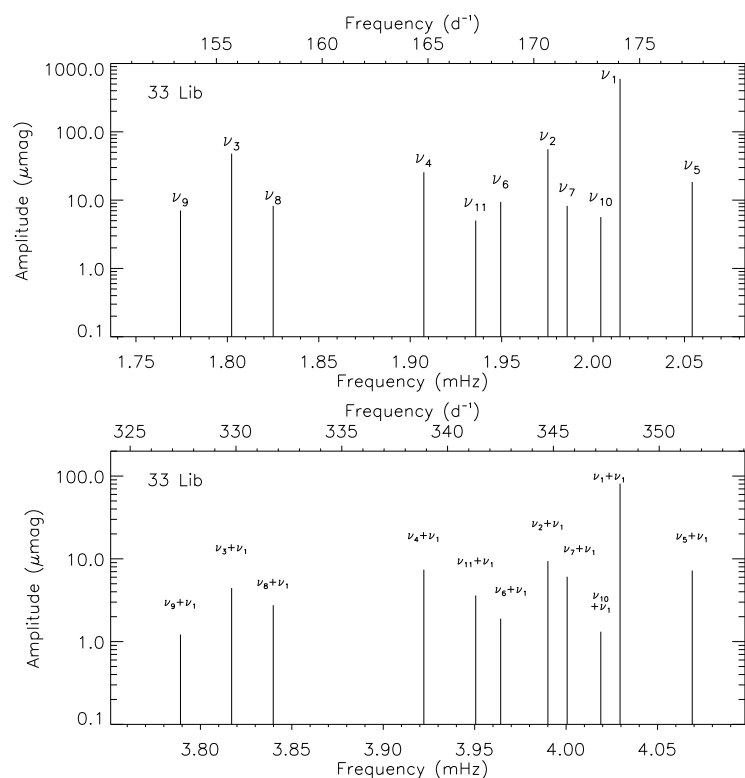 Frequency (d⁻¹)
155 160 165 170 175
33 Lib
1000.0
100.0
10.0
1.0
0.1
Amplitude (μmag)
ν₉
ν₃
ν₈
ν₄
ν₁₁
ν₆
ν₂
ν₇
ν₁₀
ν₁
ν₅
1.75 1.80 1.85 1.90 1.95 2.00 2.05
Frequency (mHz)
Frequency (d⁻¹)
325 330 335 340 345 350
33 Lib
100.0
10.0
1.0
0.1
Amplitude (μmag)
ν₉+ν₁
ν₃+ν₁
ν₈+ν₁
ν₄+ν₁
ν₁₁+ν₁
ν₆+ν₁
ν₂+ν₁
ν₇+ν₁
ν₁₀
+ν₁
ν₁+ν₁
ν₅+ν₁
3.80 3.85 3.90 3.95 4.00 4.05
Frequency (mHz)